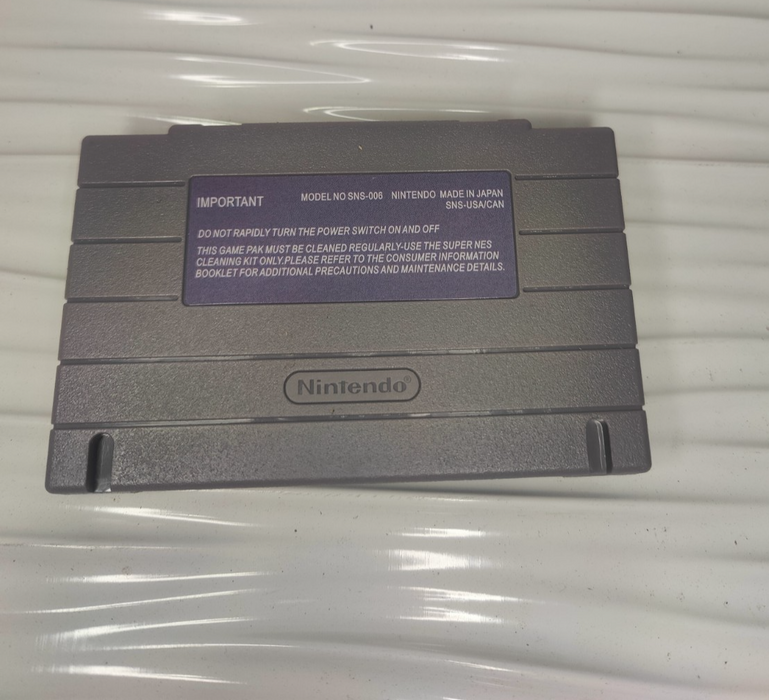 IMPORTANT
MODEL NO SNS-006 NINTENDO MADE IN JAPAN
SNS-USA/CAN
DO NOT RAPIDLY TURN THE POWER SWITCH ON AND OFF
THIS GAME PAK MUST BE CLEANED REGULARLY-USE THE SUPER NES
CLEANING KIT ONLY.PLEASE REFER TO THE CONSUMER INFORMATION
BOOKLET FOR ADDITIONAL PRECAUTIONS AND MAINTENANCE DETAILS.
Nintendo®